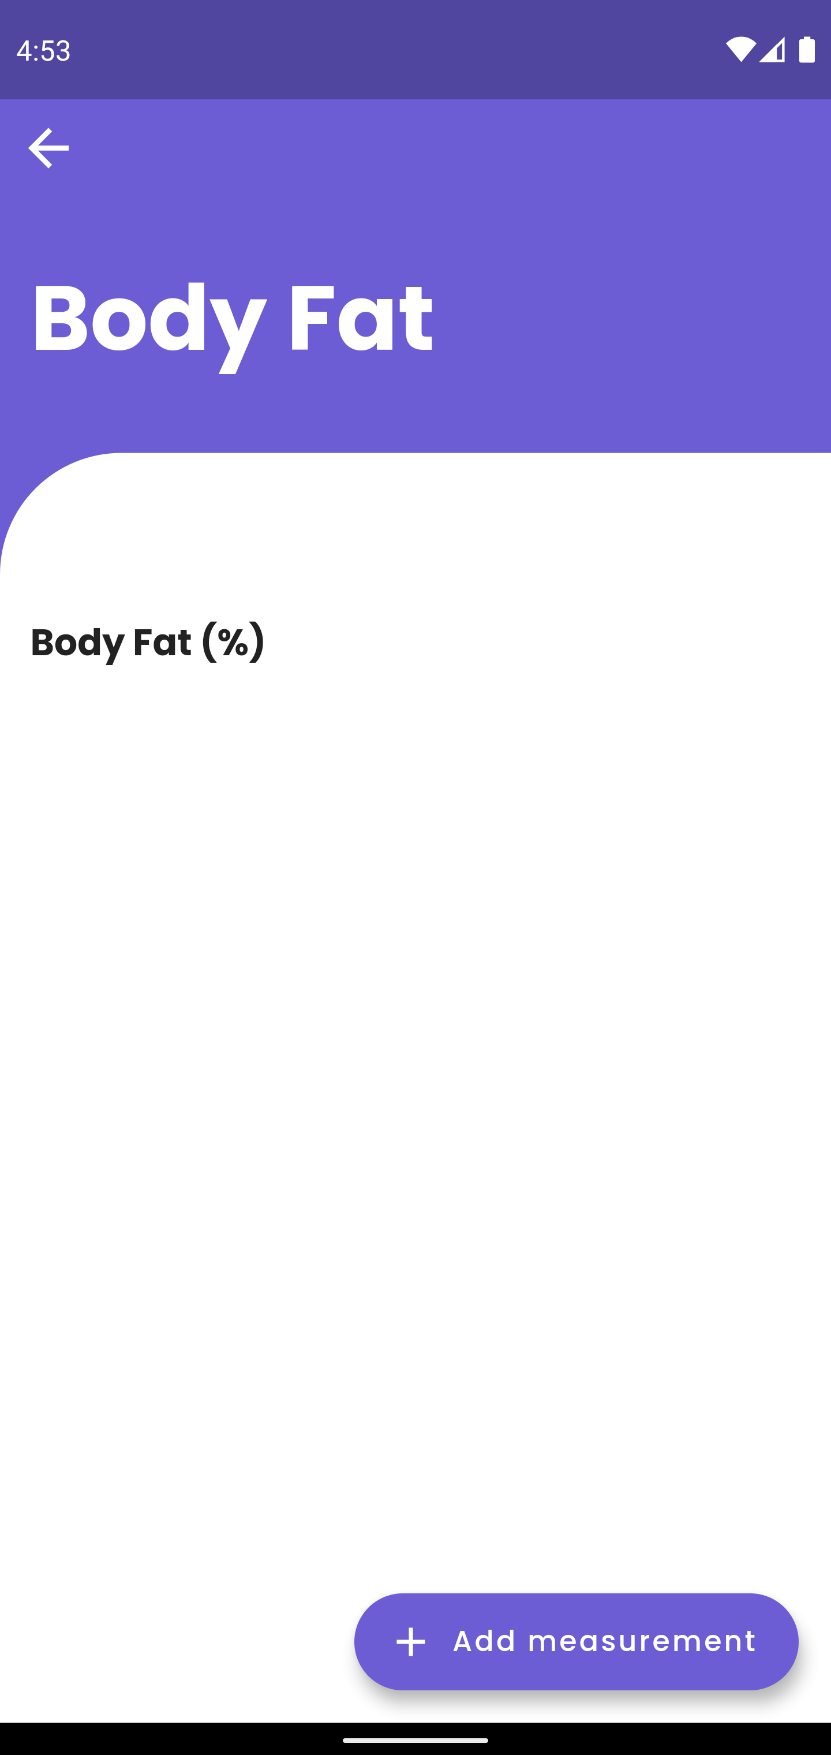 4:53
Body Fat
Body Fat (%)
Add measurement